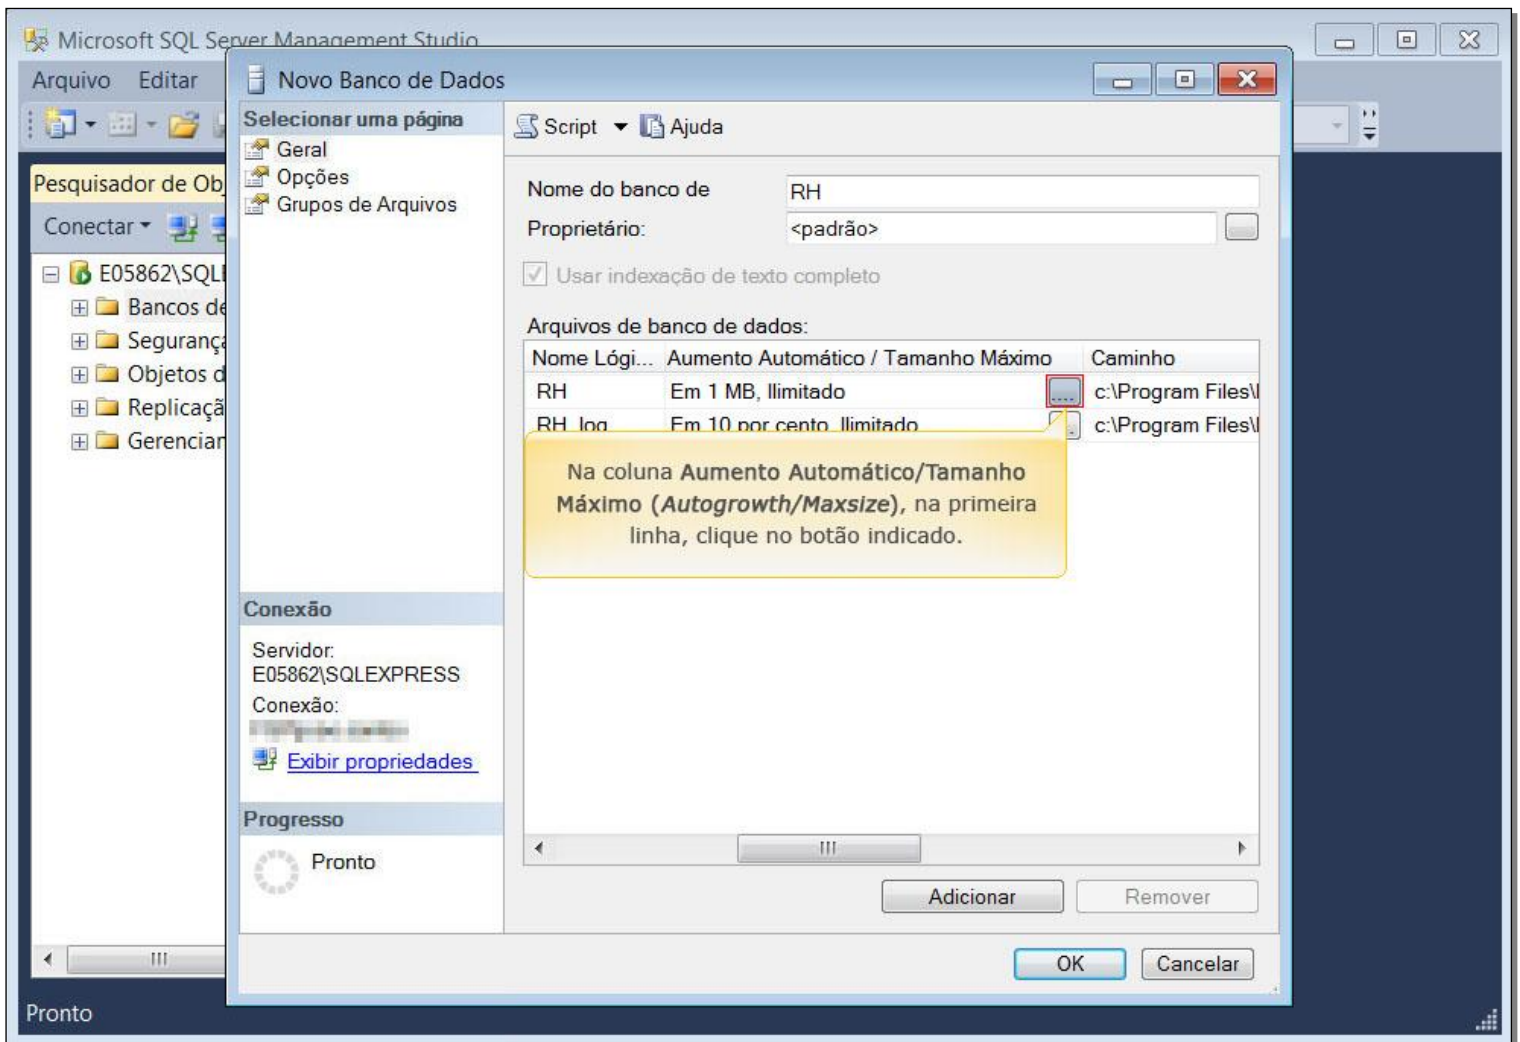 Microsoft SQL Server Management Studio
Arquivo Editar
Novo Banco de Dados
Selecionar uma página
Geral
Opções
Grupos de Arquivos
Script Ajuda
Pesquisador de Obj
Conectar
E05862\SQLE
Bancos de
Segurança
Objetos d
Replicaçã
Gerenciar
Nome do banco de RH
Proprietário: <padrão>
Usar indexação de texto completo
Arquivos de banco de dados:
Nome Lógi... Aumento Automático / Tamanho Máximo Caminho
RH Em 1 MB, Ilimitado .... c:\Program Files\
RH_log Em 10 por cento, Ilimitado c:\Program Files\
Na coluna Aumento Automático/Tamanho
Máximo (Autogrowth/Maxsize), na primeira
linha, clique no botão indicado.
Conexão
Servidor:
E05862\SQLEXPRESS
Conexão:
Exibir propriedades
Progresso
Pronto
Adicionar Remover
OK Cancelar
Pronto